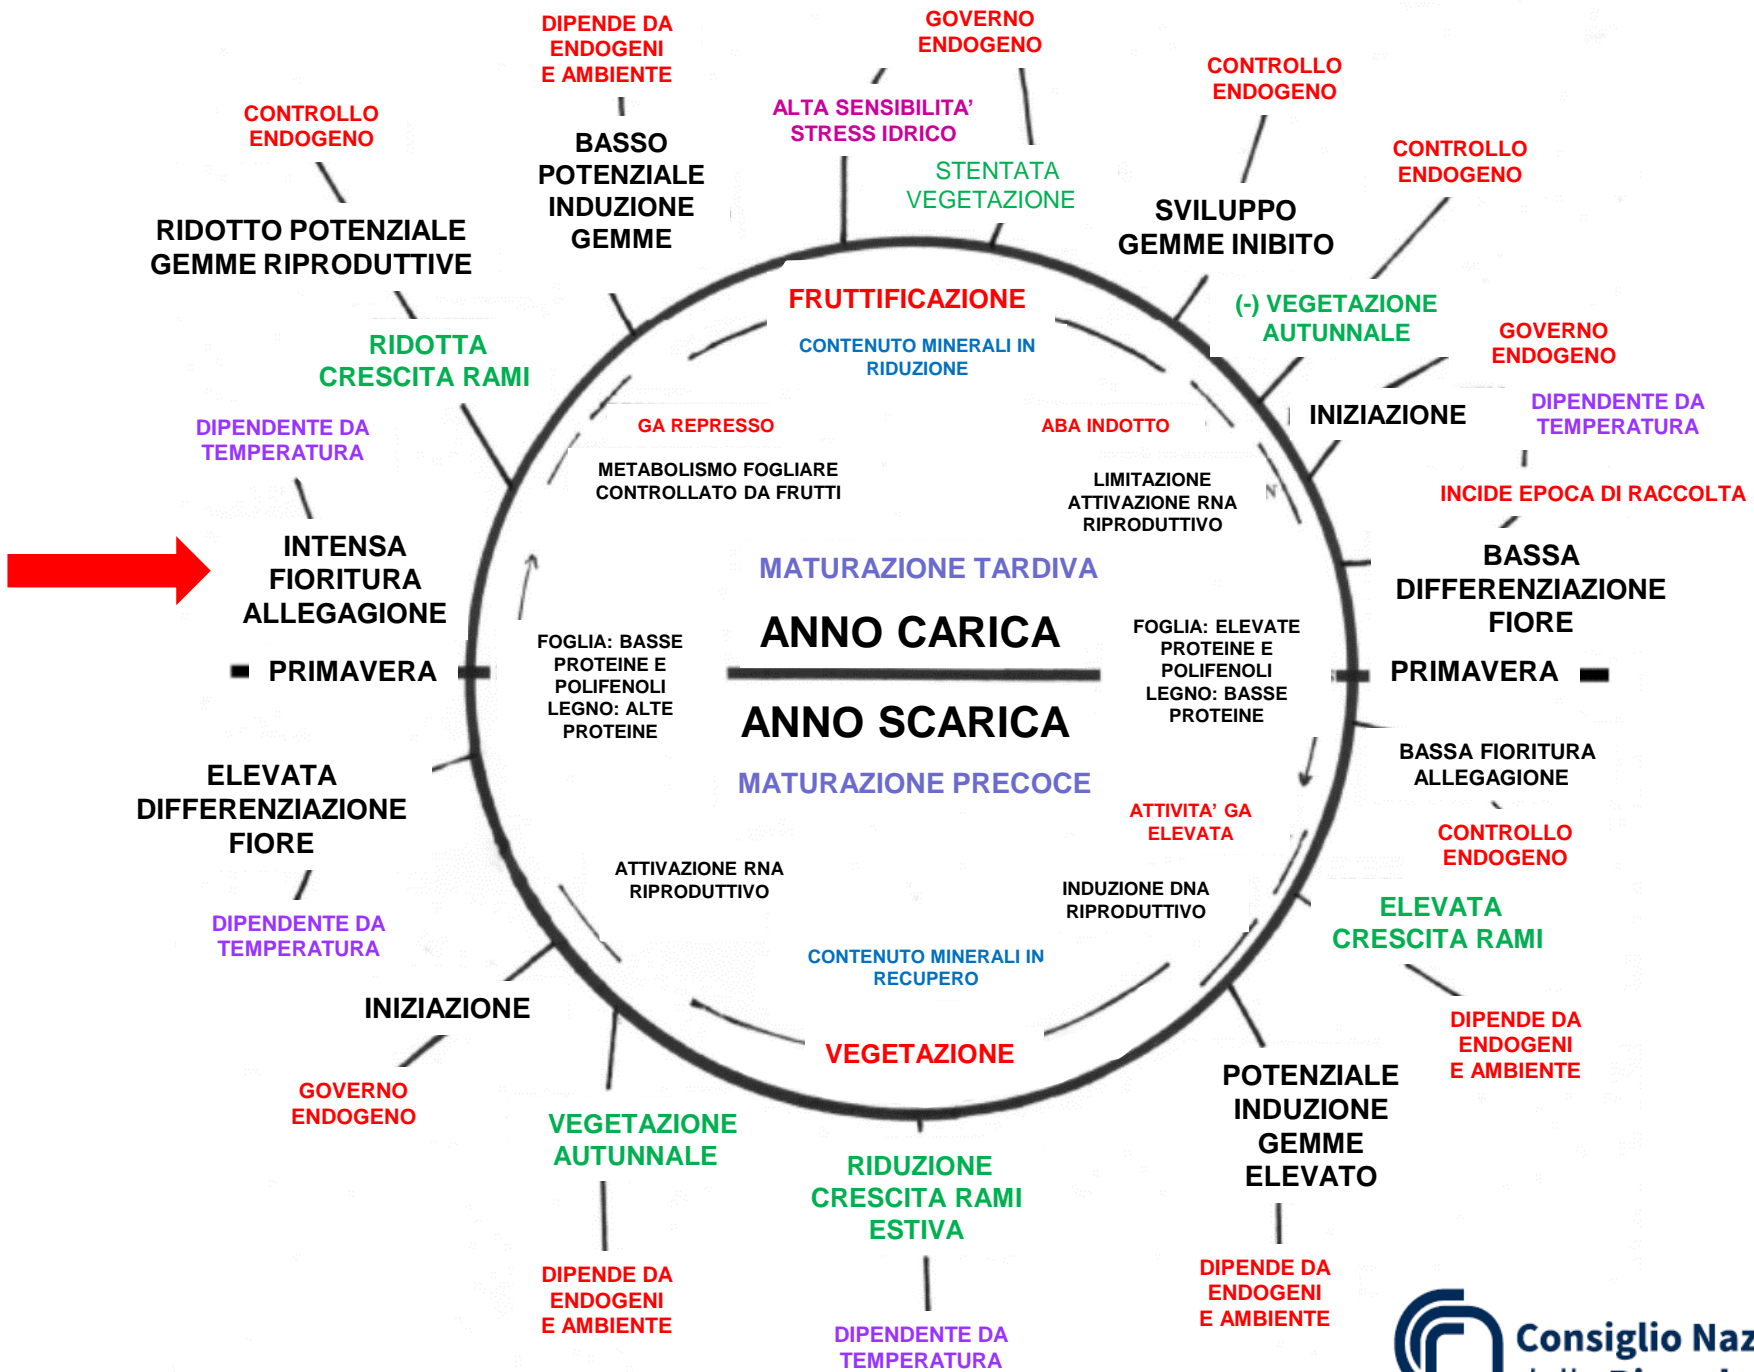 DIPENDE DA
ENDOGENI
E AMBIENTE
GOVERNO
ENDOGENO
CONTROLLO
ENDOGENO
CONTROLLO
ENDOGENO
ALTA SENSIBILITA’
STRESS IDRICO
BASSO
POTENZIALE
INDUZIONE
GEMME
CONTROLLO
ENDOGENO
STENTATA
VEGETAZIONE
SVILUPPO
GEMME INIBITO
RIDOTTO POTENZIALE
GEMME RIPRODUTTIVE
FRUTTIFICAZIONE
(-) VEGETAZIONE
AUTUNNALE
RIDOTTA
CRESCITA RAMI
CONTENUTO MINERALI IN
RIDUZIONE
GOVERNO
ENDOGENO
DIPENDENTE DA
TEMPERATURA
GA REPRESSO
ABA INDOTTO
INIZIAZIONE
DIPENDENTE DA
TEMPERATURA
METABOLISMO FOGLIARE
CONTROLLATO DA FRUTTI
LIMITAZIONE
ATTIVAZIONE RNA
RIPRODUTTIVO
N
INCIDE EPOCA DI RACCOLTA
INTENSA
FIORITURA
ALLEGAGIONE
MATURAZIONE TARDIVA
BASSA
DIFFERENZIAZIONE
FIORE
ANNO CARICA
FOGLIA: BASSE
PROTEINE E
POLIFENOLI
LEGNO: ALTE
PROTEINE
FOGLIA: ELEVATE
PROTEINE E
POLIFENOLI
LEGNO: BASSE
PROTEINE
PRIMAVERA
PRIMAVERA
ANNO SCARICA
MATURAZIONE PRECOCE
BASSA FIORITURA
ALLEGAGIONE
ELEVATA
DIFFERENZIAZIONE
FIORE
ATTIVITA’ GA
ELEVATA
CONTROLLO
ENDOGENO
ATTIVAZIONE RNA
RIPRODUTTIVO
INDUZIONE DNA
RIPRODUTTIVO
ELEVATA
CRESCITA RAMI
DIPENDENTE DA
TEMPERATURA
CONTENUTO MINERALI IN
RECUPERO
INIZIAZIONE
VEGETAZIONE
DIPENDE DA
ENDOGENI
E AMBIENTE
GOVERNO
ENDOGENO
POTENZIALE
INDUZIONE
GEMME
ELEVATO
VEGETAZIONE
AUTUNNALE
RIDUZIONE
CRESCITA RAMI
ESTIVA
DIPENDE DA
ENDOGENI
E AMBIENTE
DIPENDE DA
ENDOGENI
E AMBIENTE
DIPENDENTE DA
TEMPERATURA
Consiglio Naz